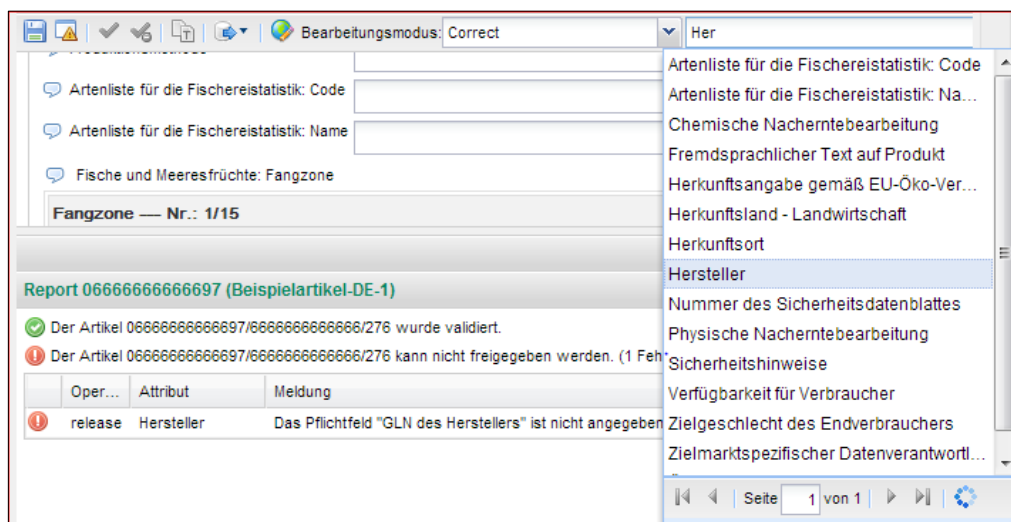 Bearbeitungsmodus: Correct
Her
Produktionsmethode
Artenliste für die Fischereistatistik: Code
Artenliste für die Fischereistatistik: Name
Fische und Meeresfrüchte: Fangzone
Fangzone --- Nr.: 1/15
Report 06666666666697 (Beispielartikel-DE-1)
Der Artikel 06666666666697/6666666666666/276 wurde validiert.
Der Artikel 06666666666697/6666666666666/276 kann nicht freigegeben werden. (1 Feh
Oper... Attribut Meldung
release Hersteller Das Pflichtfeld "GLN des Herstellers" ist nicht angegeben
Artenliste für die Fischereistatistik: Code
Artenliste für die Fischereistatistik: Na...
Chemische Nacherntebearbeitung
Fremdsprachlicher Text auf Produkt
Herkunftsangabe gemäß EU-Öko-Ver...
Herkunftsland - Landwirtschaft
Herkunftsort
Hersteller
Nummer des Sicherheitsdatenblattes
Physische Nacherntebearbeitung
Sicherheitshinweise
Verfügbarkeit für Verbraucher
Zielgeschlecht des Endverbrauchers
Zielmarktspezifischer Datenverantwortl...
Seite 1 von 1